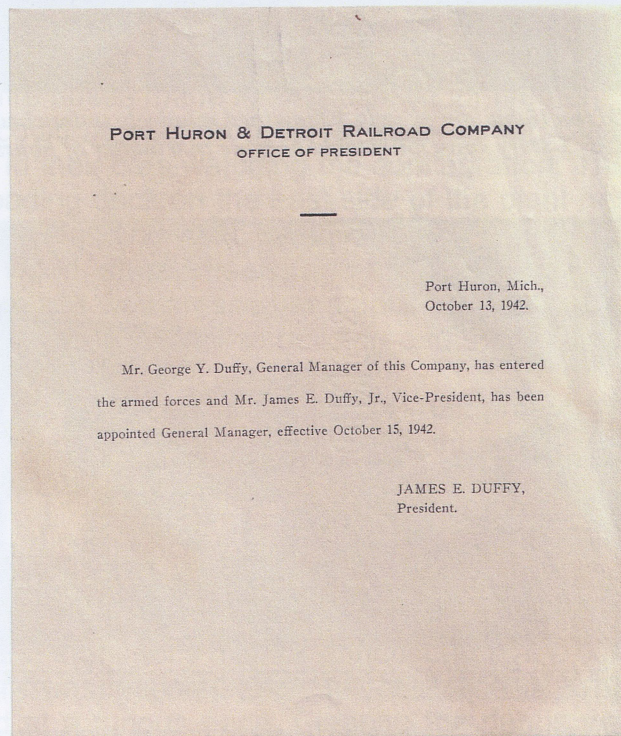 PORT HURON & DETROIT RAILROAD COMPANY
OFFICE OF PRESIDENT
Port Huron, Mich.,
October 13, 1942.
Mr. George Y. Duffy, General Manager of this Company, has entered
the armed forces and Mr. James E. Duffy, Jr., Vice-President, has been
appointed General Manager, effective October 15, 1942.
JAMES E. DUFFY,
President.